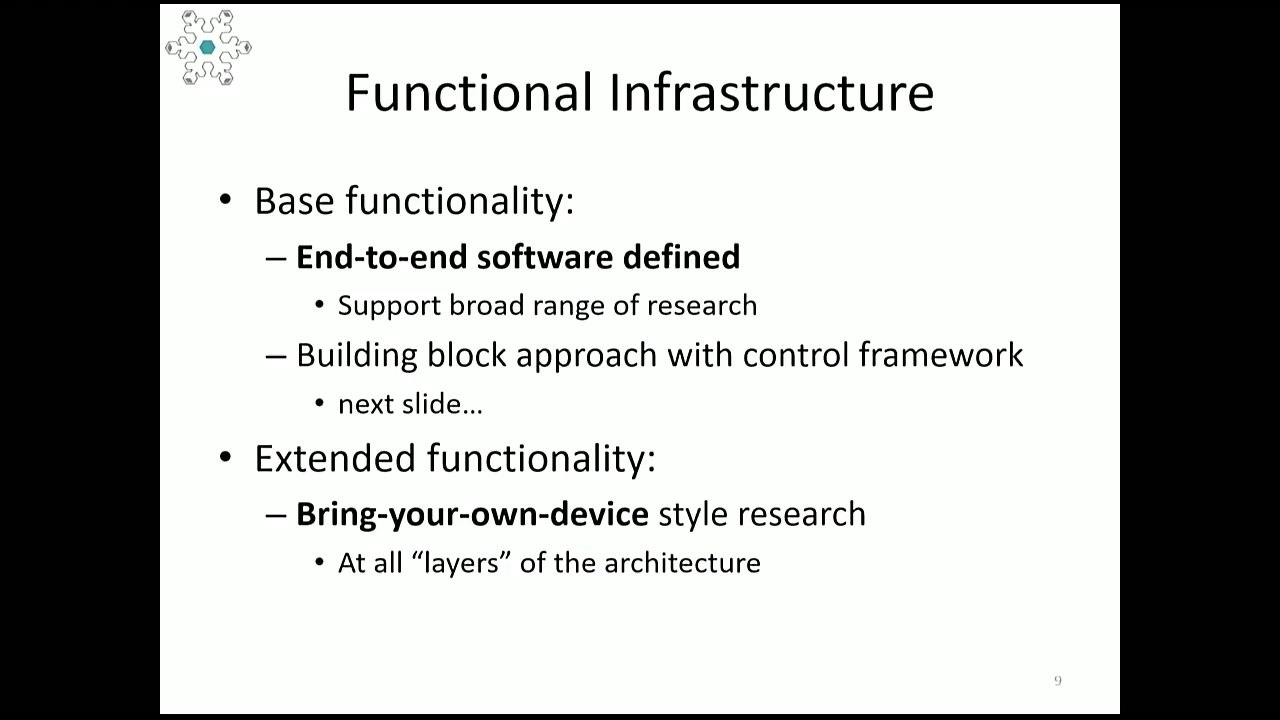 Functional Infrastructure
• Base functionality:
– End-to-end software defined
• Support broad range of research
– Building block approach with control framework
• next slide…
• Extended functionality:
– Bring-your-own-device style research
• At all “layers” of the architecture
9